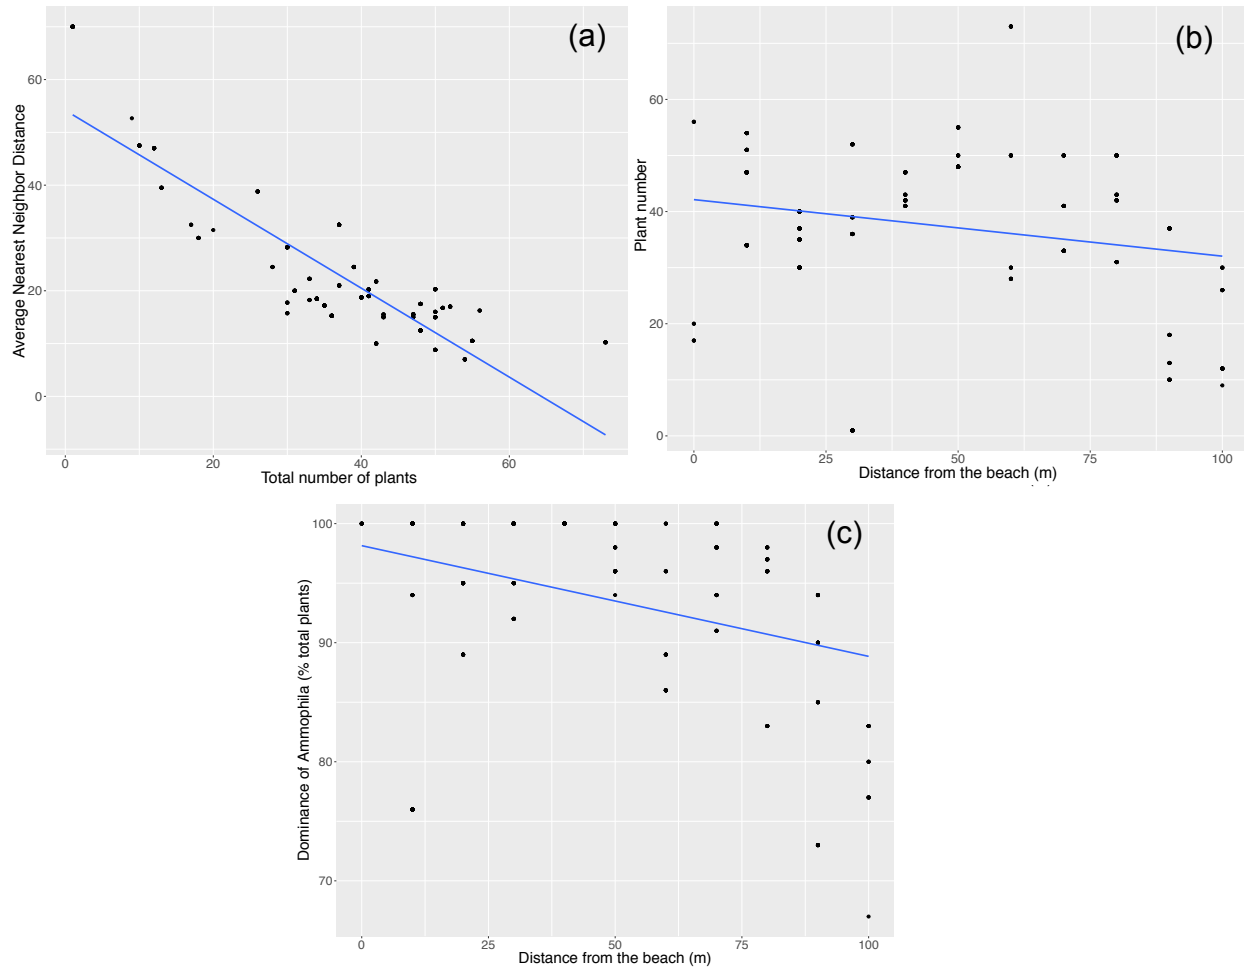 (a)
Average Nearest Neighbor Distance
60
40
20
0
0 20 40 60
Total number of plants
(b)
Plant number
60
40
20
0
0 25 50 75 100
Distance from the beach (m)
(c)
Dominance of Ammophila (% total plants)
100
90
80
70
0 25 50 75 100
Distance from the beach (m)